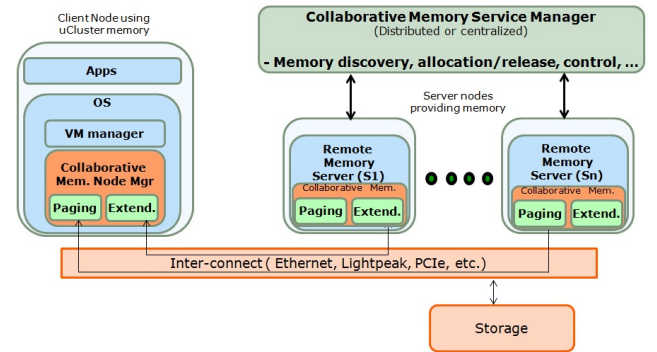 Client Node using
uCluster memory
Apps
OS
VM manager
Collaborative
Mem. Node Mgr
Paging
Extend.
Collaborative Memory Service Manager
(Distributed or centralized)
- Memory discovery, allocation/release, control, ...
Server nodes
providing memory
Remote
Memory
Server (S1)
Collaborative Mem.
Paging
Extend.
Remote
Memory
Server (Sn)
Collaborative Mem.
Paging
Extend.
Inter-connect ( Ethernet, Lightpeak, PCIe, etc.)
Storage